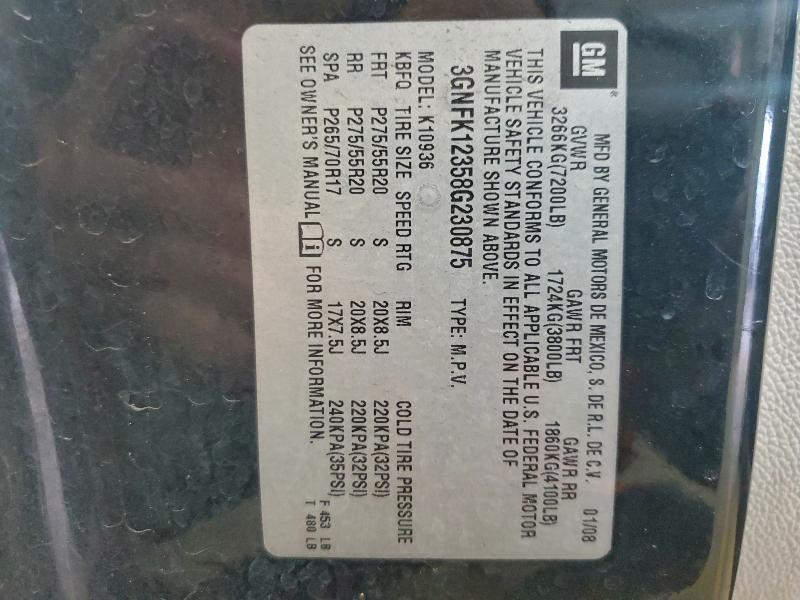 GM®
MFD BY GENERAL MOTORS DE MEXICO, S. DE R.L. DE C.V. 01/08
GVWR GAWR FRT GAWR RR
3266KG(7200LB) 1724KG(3800LB) 1860KG(4100LB)
THIS VEHICLE CONFORMS TO ALL APPLICABLE U.S. FEDERAL MOTOR
VEHICLE SAFETY STANDARDS IN EFFECT ON THE DATE OF
MANUFACTURE SHOWN ABOVE.
3GNFK12358G230875 TYPE: M.P.V.
MODEL: K10936
KBFQ TIRE SIZE SPEED RTG RIM COLD TIRE PRESSURE
FRT P275/55R20 S 20X8.5J 220KPA(32PSI)
RR P275/55R20 S 20X8.5J 220KPA(32PSI)
SPA P265/70R17 S 17X7.5J 240KPA(35PSI)
SEE OWNER'S MANUAL i FOR MORE INFORMATION.
F 453 LB
T 480 LB